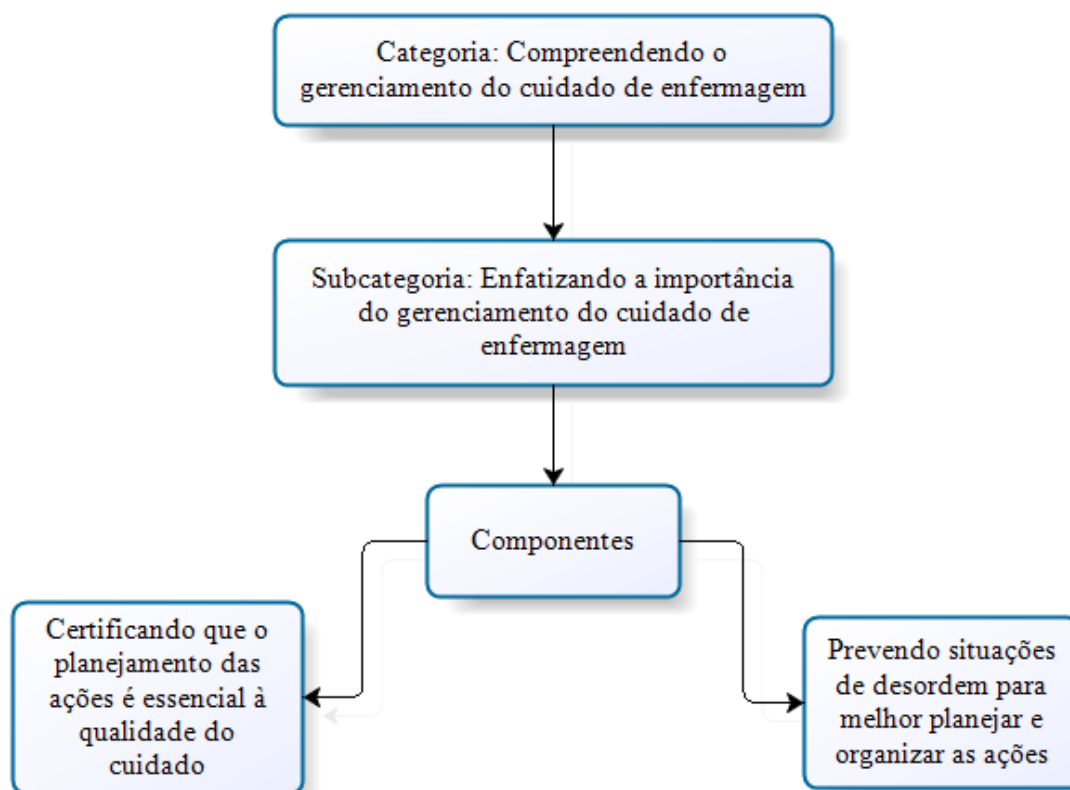 Categoria: Compreendendo o
gerenciamento do cuidado de enfermagem
Subcategoria: Enfatizando a importância
do gerenciamento do cuidado de
enfermagem
Componentes
Certificando que o
planejamento das
ações é essencial à
qualidade do
cuidado
Prevendo situações
de desordem para
melhor planejar e
organizar as ações